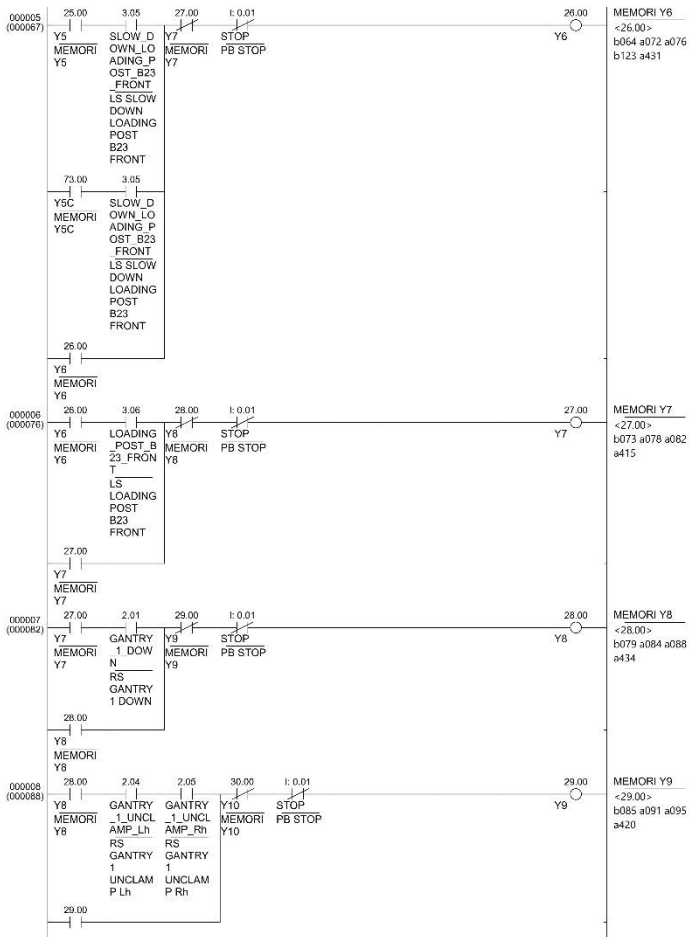 000005
(000067)
25.00 3.05 27.00 I: 0.01 26.00
Y5 SLOW_D Y7 STOP Y6
MEMORI OWN_LO MEMORI PB STOP
Y5 ADING_P Y7
OST_B23
_FRONT
LS SLOW
DOWN
LOADING
POST
B23
FRONT
MEMORI Y6
<26.00>
b064 a072 a076
b123 a431
73.00 3.05
Y5C SLOW_D
MEMORI OWN_LO
Y5C ADING_P
OST_B23
_FRONT
LS SLOW
DOWN
LOADING
POST
B23
FRONT
26.00
Y6
MEMORI
Y6
000006
(000076)
26.00 3.06 28.00 I: 0.01 27.00
Y6 LOADING Y8 STOP Y7
MEMORI _POST_B MEMORI PB STOP
Y6 23_FRON Y8
T
LS
LOADING
POST
B23
FRONT
MEMORI Y7
<27.00>
b073 a078 a082
a415
27.00
Y7
MEMORI
Y7
000007
(000082)
27.00 2.01 29.00 I: 0.01 28.00
Y7 GANTRY Y9 STOP Y8
MEMORI _1_DOW MEMORI PB STOP
Y7 N Y9
RS
GANTRY
1 DOWN
MEMORI Y8
<28.00>
b079 a084 a088
a434
28.00
Y8
MEMORI
Y8
000008
(000088)
28.00 2.04 2.05 30.00 I: 0.01 29.00
Y8 GANTRY GANTRY Y10 STOP Y9
MEMORI _1_UNCL _1_UNCL MEMORI PB STOP
Y8 AMP_Lh AMP_Rh Y10
RS RS
GANTRY GANTRY
1 1
UNCLAM UNCLAM
P Lh P Rh
MEMORI Y9
<29.00>
b085 a091 a095
a420
29.00